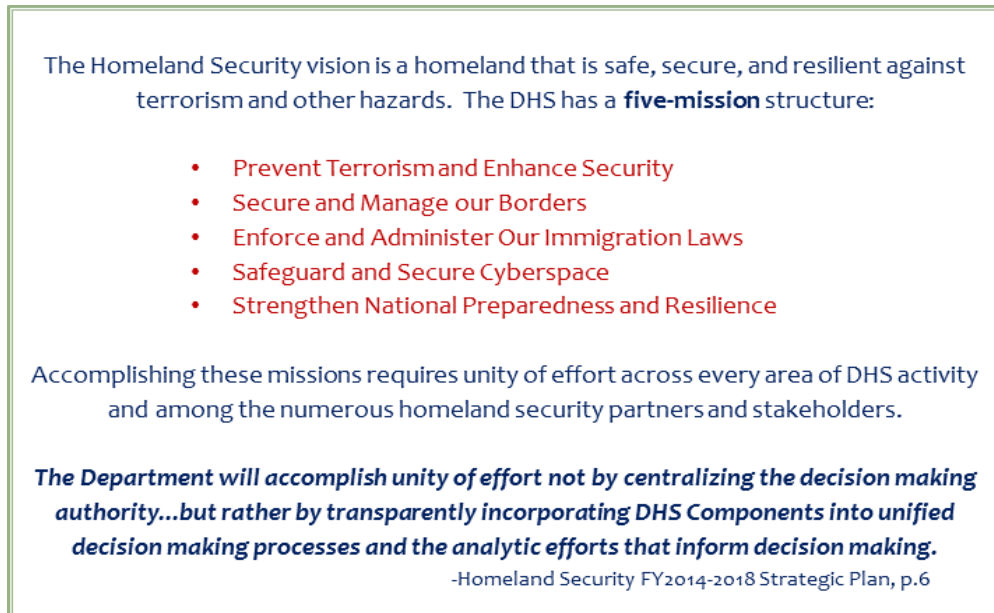 The Homeland Security vision is a homeland that is safe, secure, and resilient against
terrorism and other hazards. The DHS has a five-mission structure:
• Prevent Terrorism and Enhance Security
• Secure and Manage our Borders
• Enforce and Administer Our Immigration Laws
• Safeguard and Secure Cyberspace
• Strengthen National Preparedness and Resilience
Accomplishing these missions requires unity of effort across every area of DHS activity
and among the numerous homeland security partners and stakeholders.
The Department will accomplish unity of effort not by centralizing the decision making
authority...but rather by transparently incorporating DHS Components into unified
decision making processes and the analytic efforts that inform decision making.
-Homeland Security FY2014-2018 Strategic Plan, p.6